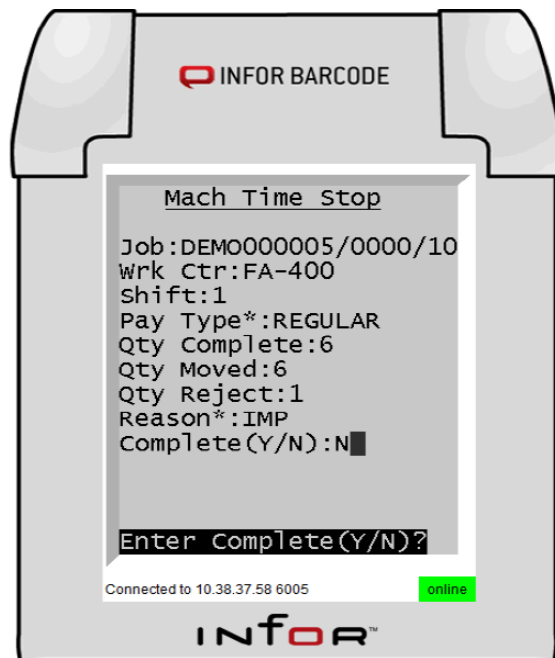 INFOR BARCODE
Mach Time Stop
Job:DEMO000005/0000/10
Wrk Ctr:FA-400
Shift:1
Pay Type*:REGULAR
Qty Complete:6
Qty Moved:6
Qty Reject:1
Reason*:IMP
Complete(Y/N):N
Enter Complete(Y/N)?
Connected to 10.38.37.58 6005
online
infor™